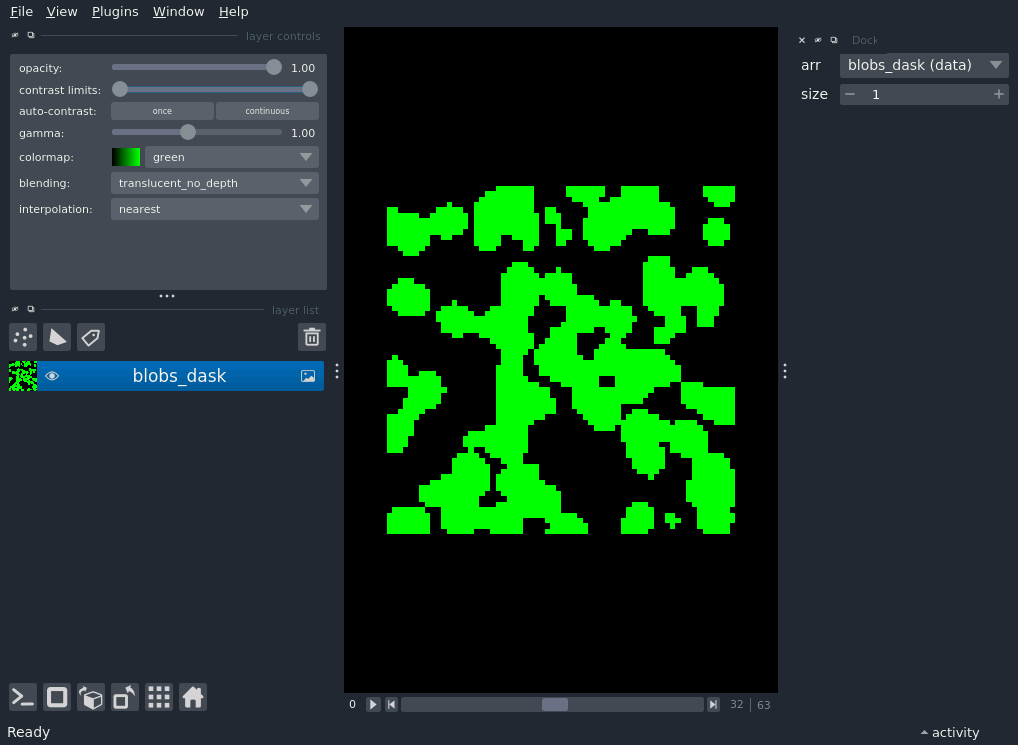 File View Plugins Window Help
layer controls
opacity: 1.00
contrast limits:
auto-contrast: once continuous
gamma: 1.00
colormap: green
blending: translucent_no_depth
interpolation: nearest
layer list
blobs_dask
0 32 63
Dock
arr blobs_dask (data)
size 1
Ready
activity